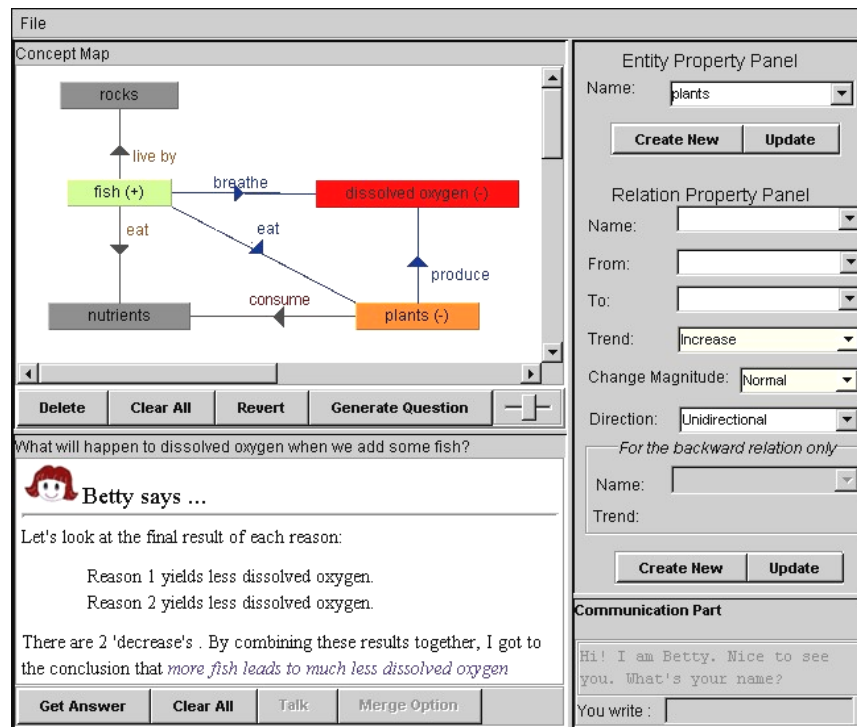 File
Concept Map
rocks
live by
fish (+)
breathe
dissolved oxygen (-)
eat
eat
produce
consume
nutrients
plants (-)
Delete
Clear All
Revert
Generate Question
What will happen to dissolved oxygen when we add some fish?
Betty says ...
Let's look at the final result of each reason:
Reason 1 yields less dissolved oxygen.
Reason 2 yields less dissolved oxygen.
There are 2 'decrease's . By combining these results together, I got to
the conclusion that more fish leads to much less dissolved oxygen
Get Answer
Clear All
Talk
Merge Option
Entity Property Panel
Name: plants
Create New
Update
Relation Property Panel
Name:
From:
To:
Trend: Increase
Change Magnitude: Normal
Direction: Unidirectional
For the backward relation only
Name:
Trend:
Create New
Update
Communication Part
Hi! I am Betty. Nice to see
you. What's your name?
You write :